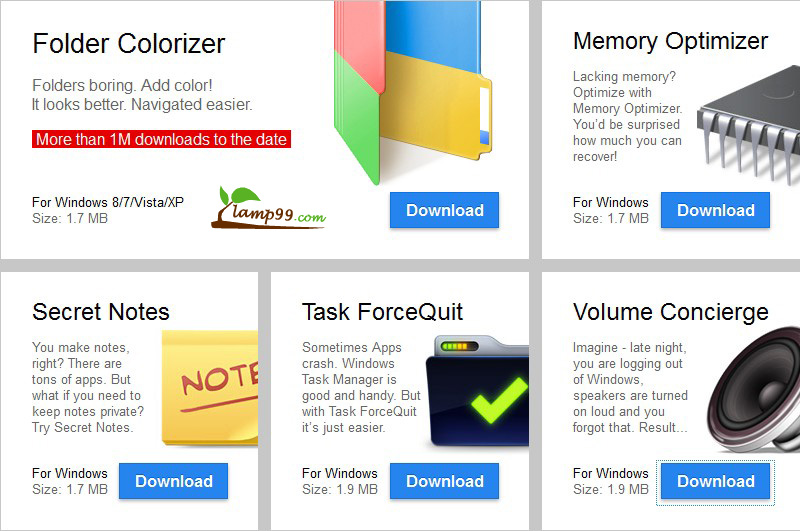 Folder Colorizer
Folders boring. Add color!
It looks better. Navigated easier.
More than 1M downloads to the date
For Windows 8/7/Vista/XP
Size: 1.7 MB
lamp99.com
Download
Memory Optimizer
Lacking memory?
Optimize with
Memory Optimizer.
You'd be surprised
how much you can
recover!
For Windows
Size: 1.7 MB
Download
Secret Notes
You make notes,
right? There are
tons of apps. But
what if you need to
keep notes private?
Try Secret Notes.
NOTE
For Windows
Size: 1.7 MB
Download
Task ForceQuit
Sometimes Apps
crash. Windows
Task Manager is
good and handy. But
with Task ForceQuit
it's just easier.
For Windows
Size: 1.9 MB
Download
Volume Concierge
Imagine - late night,
you are logging out
of Windows,
speakers are turned
on loud and you
forgot that. Result...
For Windows
Size: 1.9 MB
Download